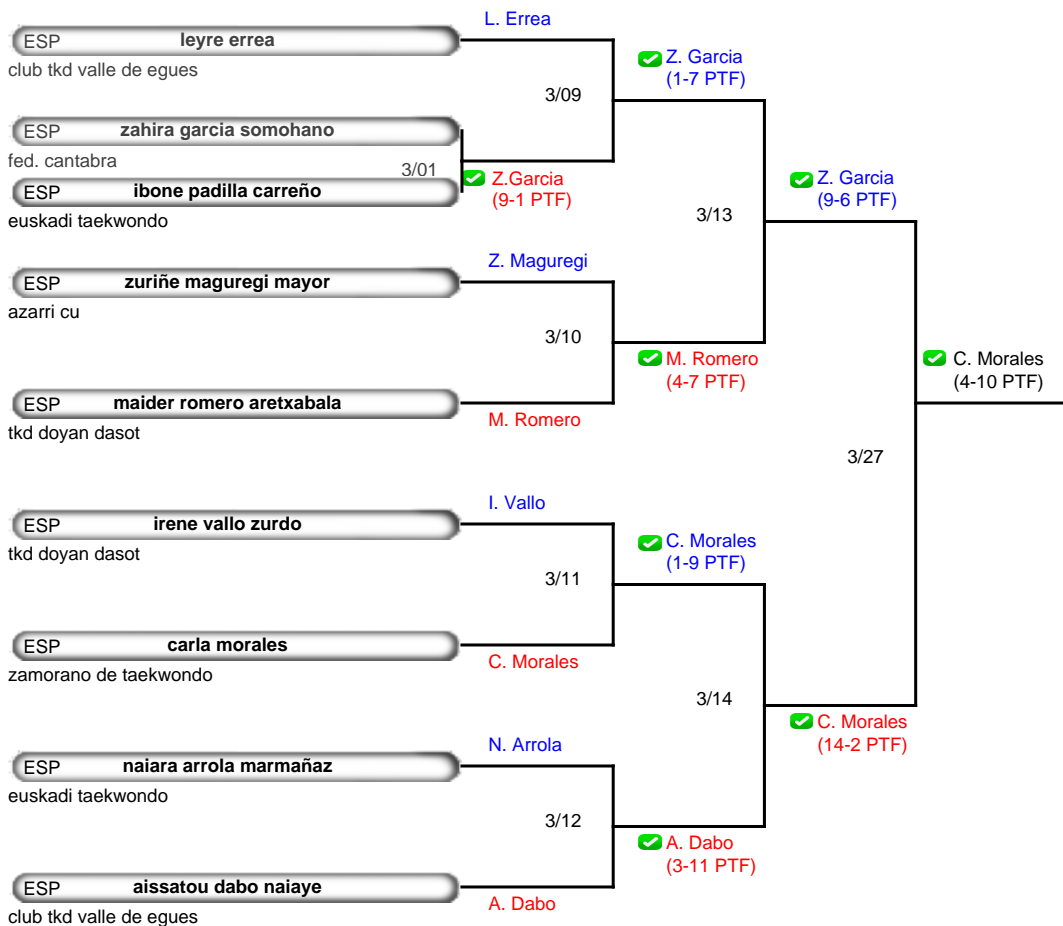 L. Errea
ESP leyre errea
club tkd valle de egues
Z. Garcia
(1-7 PTF)
3/09
ESP zahira garcia somohano
fed. cantabra
3/01
Z.Garcia
(9-1 PTF)
ESP ibone padilla carreño
euskadi taekwondo
Z. Garcia
(9-6 PTF)
3/13
Z. Maguregi
ESP zuriñe maguregi mayor
azarri cu
3/10
M. Romero
(4-7 PTF)
C. Morales
(4-10 PTF)
ESP maider romero aretxabala
tkd doyan dasot
M. Romero
3/27
I. Vallo
ESP irene vallo zurdo
tkd doyan dasot
C. Morales
(1-9 PTF)
3/11
ESP carla morales
zamorano de taekwondo
C. Morales
3/14
C. Morales
(14-2 PTF)
N. Arrola
ESP naiara arrola marmañaz
euskadi taekwondo
3/12
A. Dabo
(3-11 PTF)
ESP aissatou dabo naiaye
club tkd valle de egues
A. Dabo